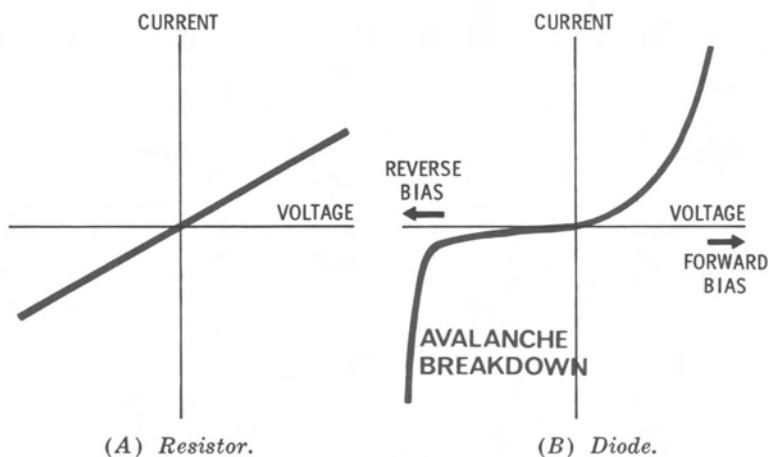 CURRENT
VOLTAGE
(A) Resistor.
CURRENT
REVERSE
BIAS
VOLTAGE
FORWARD
BIAS
AVALANCHE
BREAKDOWN
(B) Diode.